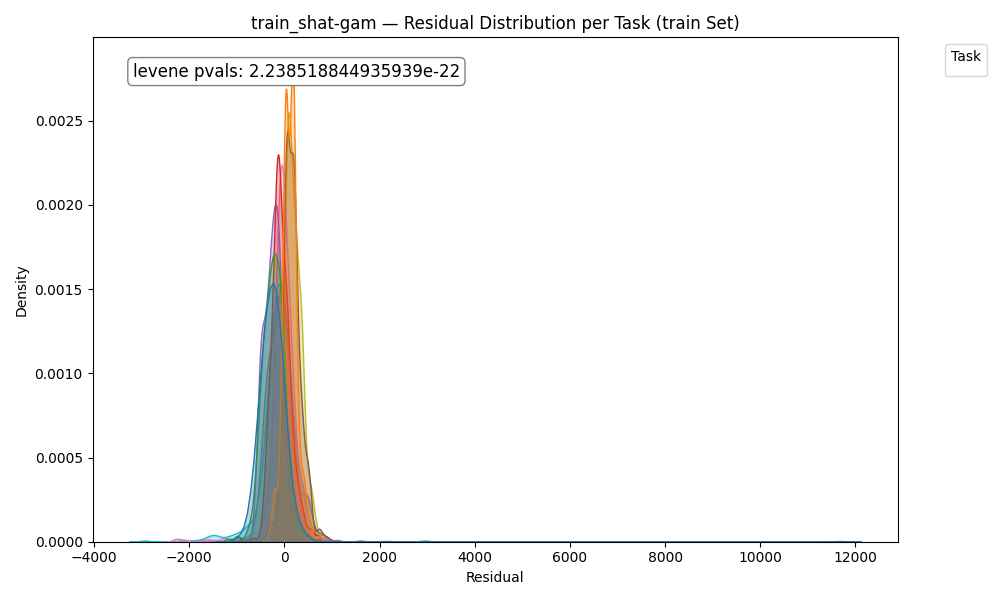 train_shat-gam — Residual Distribution per Task (train Set)
levene pvals: 2.238518844935939e-22
Task
0.0025
0.0020
0.0015
0.0010
0.0005
0.0000
Density
−4000 −2000 0 2000 4000 6000 8000 10000 12000
Residual